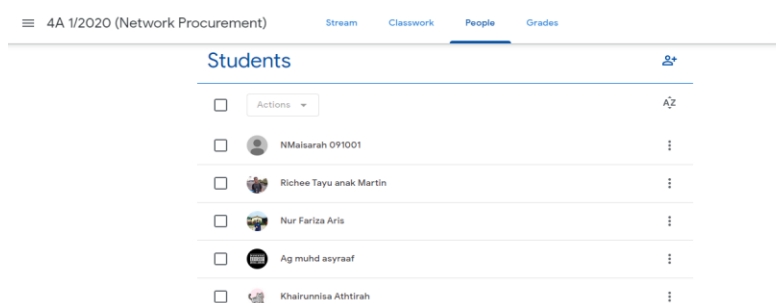 4A 1/2020 (Network Procurement) Stream Classwork People Grades
Students
Actions
AZ
NMaisarah 091001
Richee Tayu anak Martin
Nur Fariza Aris
Ag muhd asyraaf
Khairunnisa Athtirah